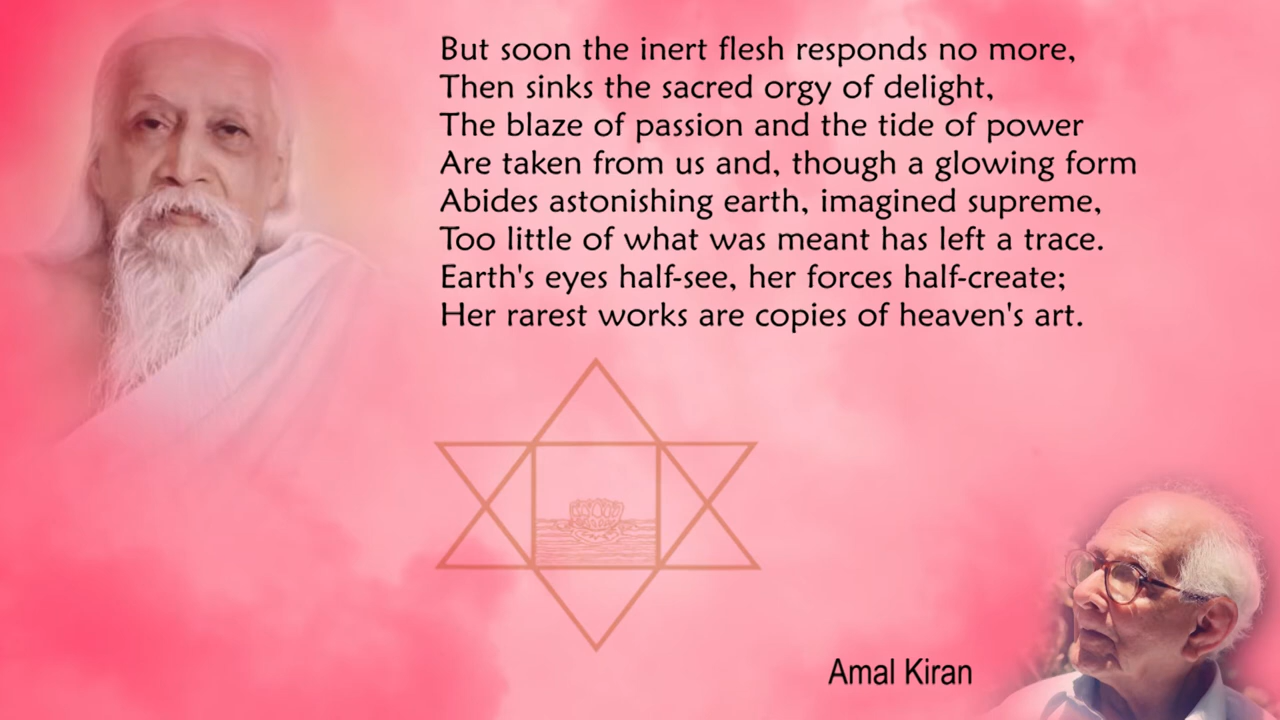 But soon the inert flesh responds no more,
Then sinks the sacred orgy of delight,
The blaze of passion and the tide of power
Are taken from us and, though a glowing form
Abides astonishing earth, imagined supreme,
Too little of what was meant has left a trace.
Earth's eyes half-see, her forces half-create;
Her rarest works are copies of heaven's art.
Amal Kiran